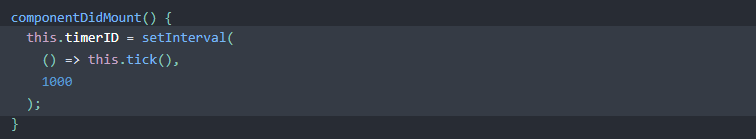 componentDidMount() {
  this.timerID = setInterval(
    () => this.tick(),
    1000
  );
}